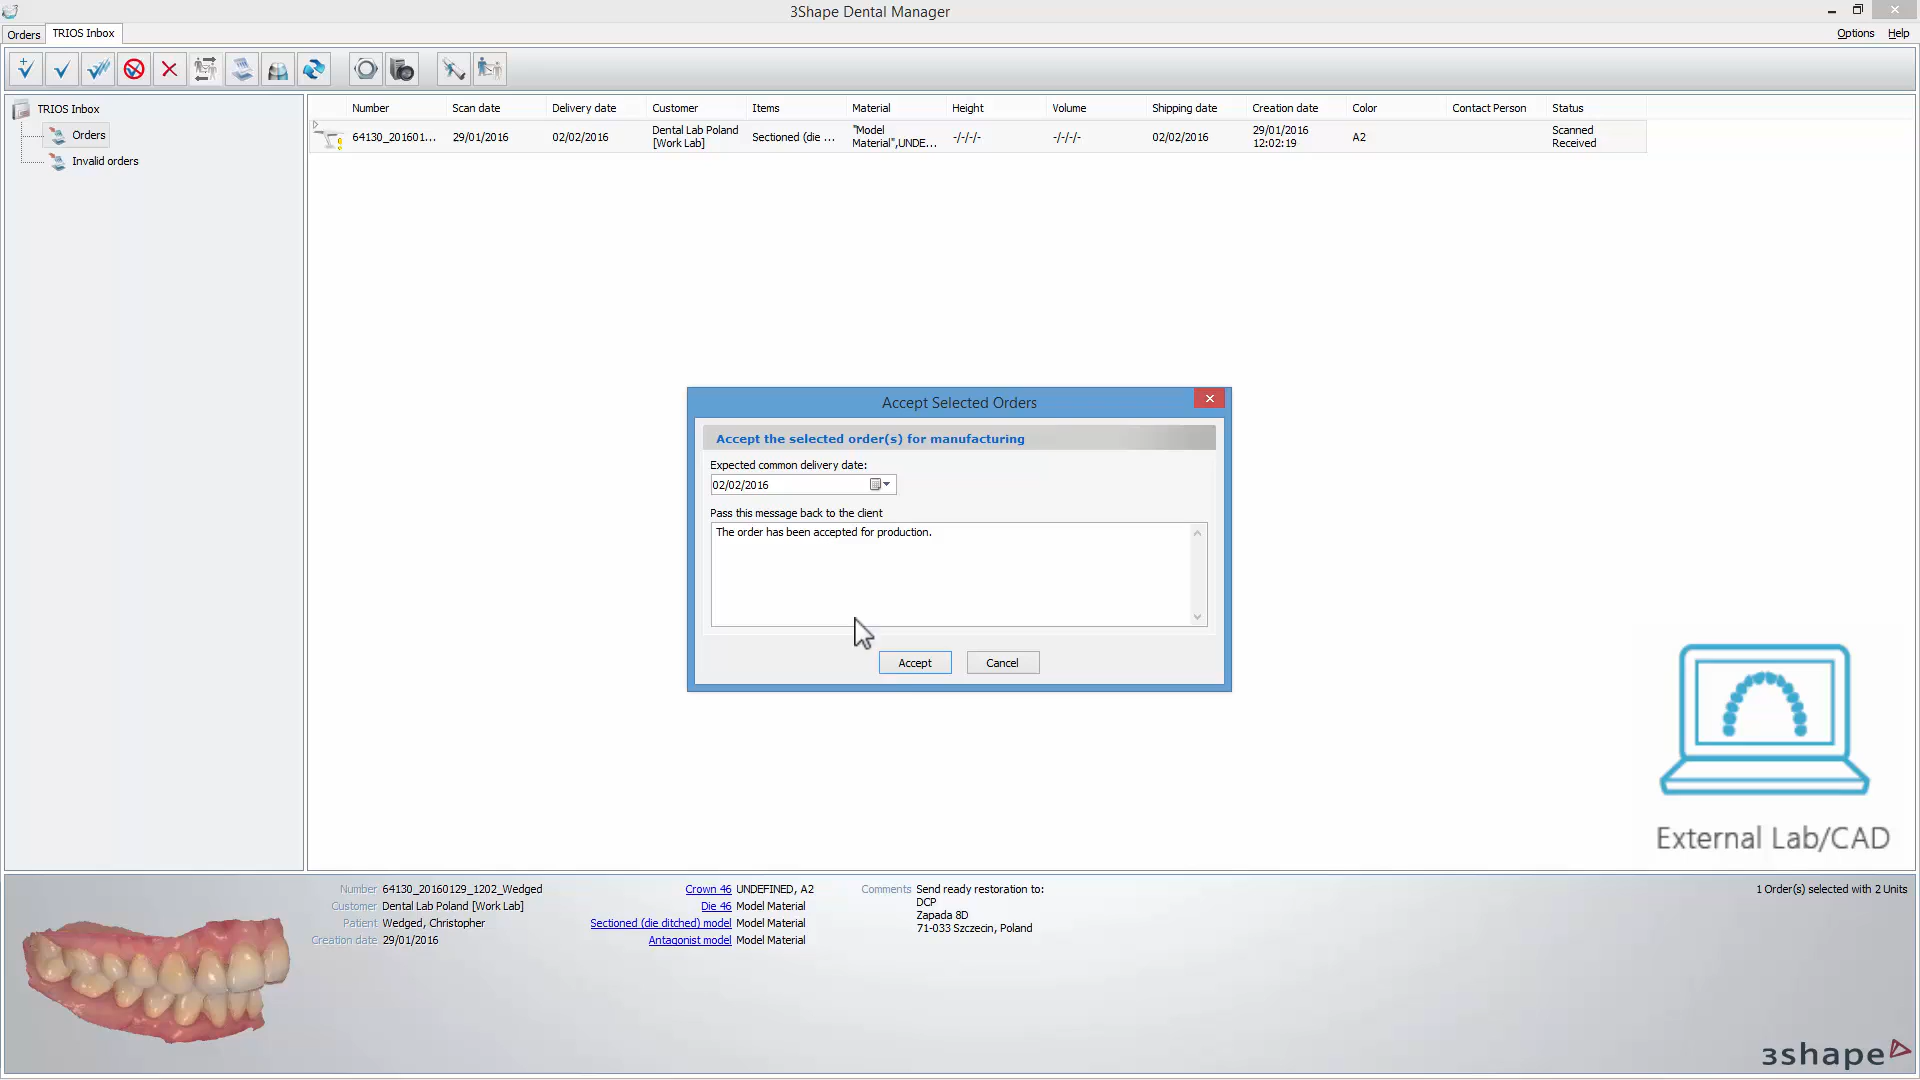 3Shape Dental Manager
Orders
TRIOS Inbox
Options
Help
TRIOS Inbox
Orders
Invalid orders
Number
Scan date
Delivery date
Customer
Items
Material
Height
Volume
Shipping date
Creation date
Color
Contact Person
Status
64130_201601...
29/01/2016
02/02/2016
Dental Lab Poland
[Work Lab]
Sectioned (die ...
"Model
Material",UNDE...
-/-/-/-
-/-/-/-
02/02/2016
29/01/2016
12:02:19
A2
Scanned
Received
Accept Selected Orders
Accept the selected order(s) for manufacturing
Expected common delivery date:
02/02/2016
Pass this message back to the client
The order has been accepted for production.
Accept
Cancel
External Lab/CAD
Number 64130_20160129_1202_Wedged
Customer Dental Lab Poland [Work Lab]
Patient Wedged, Christopher
Creation date 29/01/2016
Crown 46 UNDEFINED, A2
Die 46 Model Material
Sectioned (die ditched) model Model Material
Antagonist model Model Material
Comments Send ready restoration to:
DCP
Zapada 8D
71-033 Szczecin, Poland
1 Order(s) selected with 2 Units
3shape